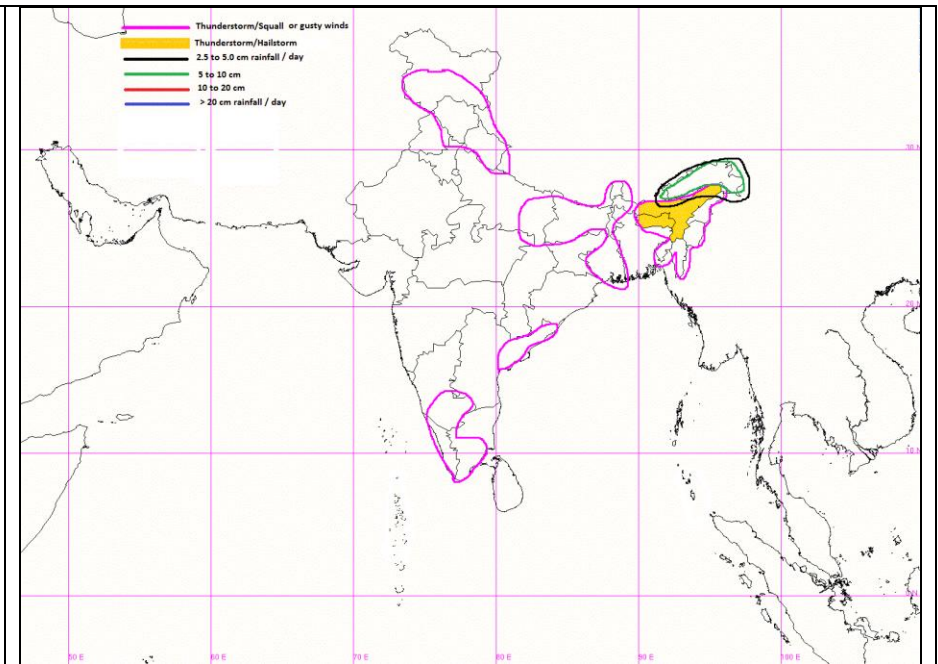 Thunderstorm/Squall or gusty winds
Thunderstorm/Hailstorm
2.5 to 5.0 cm rainfall / day
5 to 10 cm
10 to 20 cm
> 20 cm rainfall / day
30 N
20 N
10 N
60 E
70 E
80 E
90 E
100 E